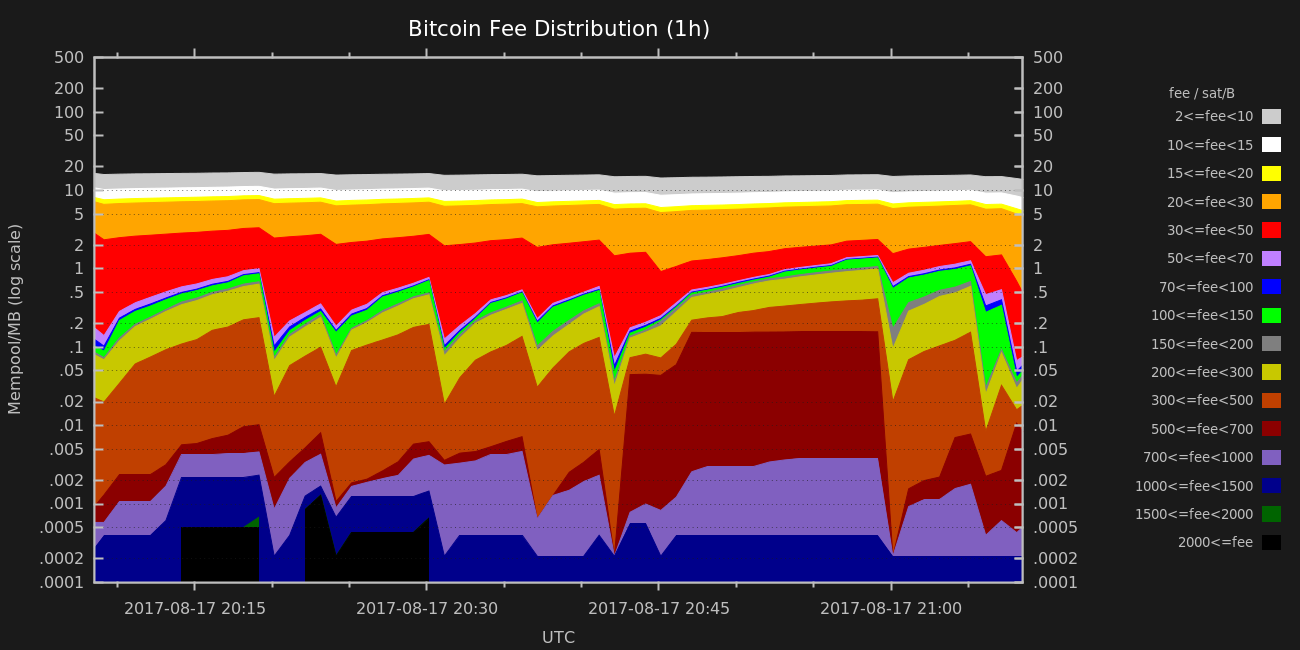 Bitcoin Fee Distribution (1h)
Mempool/MB (log scale)
500
200
100
50
20
10
5
2
1
.5
.2
.1
.05
.02
.01
.005
.002
.001
.0005
.0002
.0001
500
200
100
50
20
10
5
2
1
.5
.2
.1
.05
.02
.01
.005
.002
.001
.0005
.0002
.0001
2017-08-17 20:15
2017-08-17 20:30
2017-08-17 20:45
2017-08-17 21:00
UTC
fee / sat/B
2<=fee<10
10<=fee<15
15<=fee<20
20<=fee<30
30<=fee<50
50<=fee<70
70<=fee<100
100<=fee<150
150<=fee<200
200<=fee<300
300<=fee<500
500<=fee<700
700<=fee<1000
1000<=fee<1500
1500<=fee<2000
2000<=fee